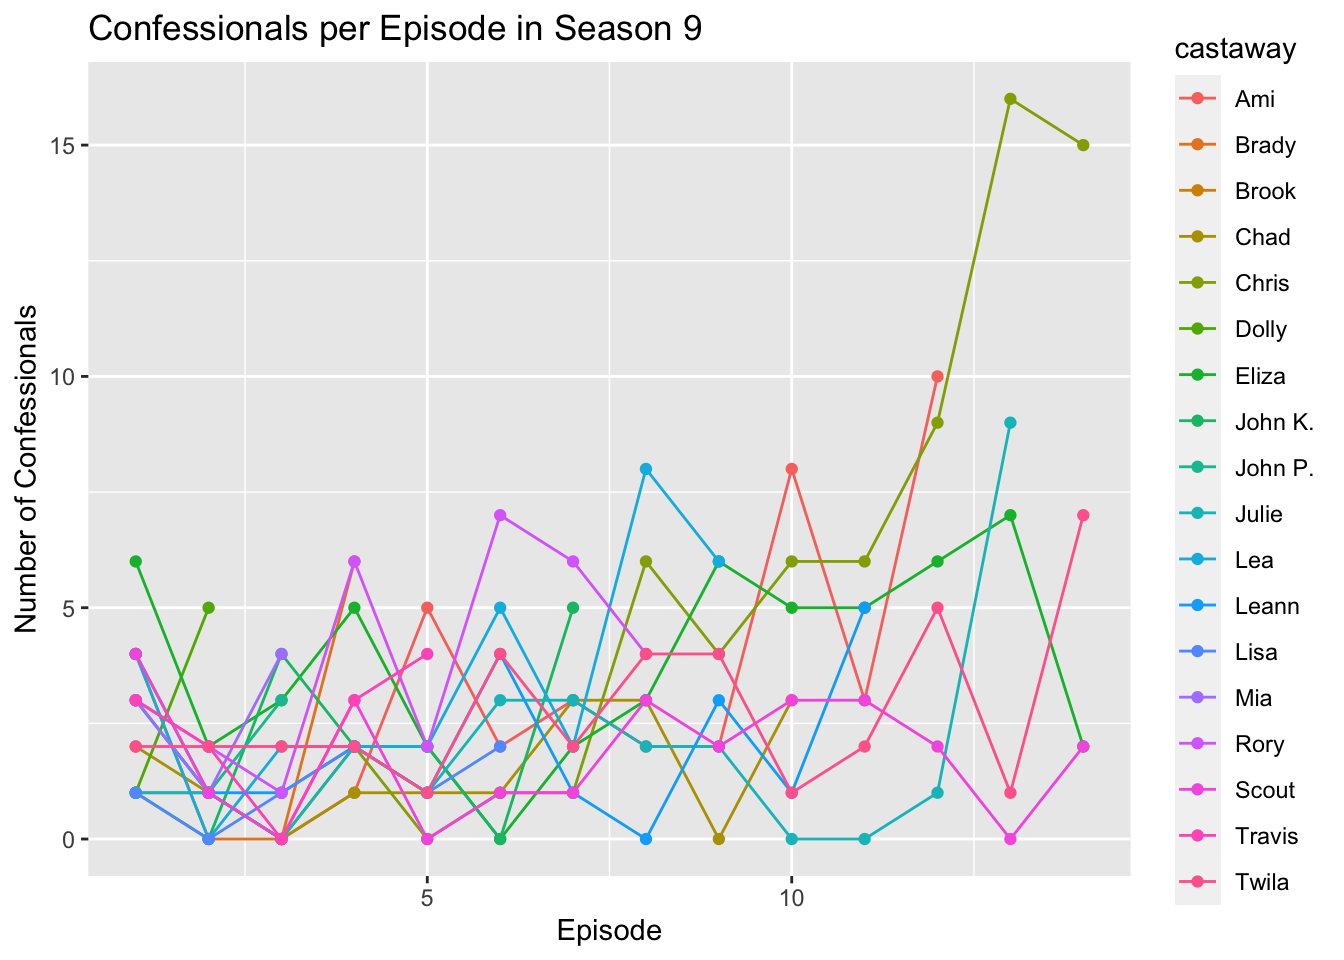 Confessionals per Episode in Season 9
castaway
Ami
Brady
Brook
Chad
Chris
Dolly
Eliza
John K.
John P.
Julie
Lea
Leann
Lisa
Mia
Rory
Scout
Travis
Twila
Number of Confessionals
15
10
5
0
5
10
Episode